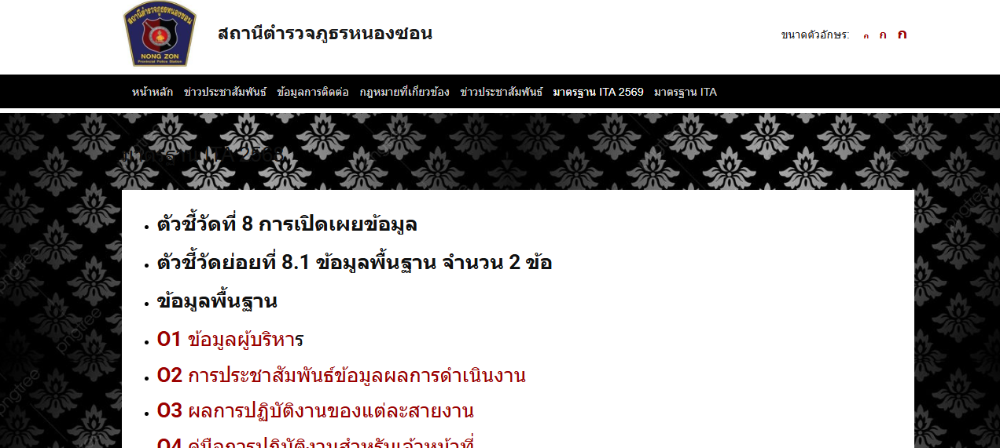 สถานีตำรวจภูธรหนองซอน
NONG ZON
Provincial Police Station
สถานีตำรวจภูธรหนองซอน
ขนาดตัวอักษร: ก ก ก
หน้าหลัก ข่าวประชาสัมพันธ์ ข้อมูลการติดต่อ กฎหมายที่เกี่ยวข้อง ข่าวประชาสัมพันธ์ มาตรฐาน ITA 2569 มาตรฐาน ITA
มาตรฐาน ITA 2569
ตัวชี้วัดที่ 8 การเปิดเผยข้อมูล
ตัวชี้วัดย่อยที่ 8.1 ข้อมูลพื้นฐาน จำนวน 2 ข้อ
ข้อมูลพื้นฐาน
O1 ข้อมูลผู้บริหาร
O2 การประชาสัมพันธ์ข้อมูลผลการดำเนินงาน
O3 ผลการปฏิบัติงานของแต่ละสายงาน
O4 คู่มือการปฏิบัติงานสำหรับเจ้าหน้าที่
pngtree
pngtree
pngtree
pngtree